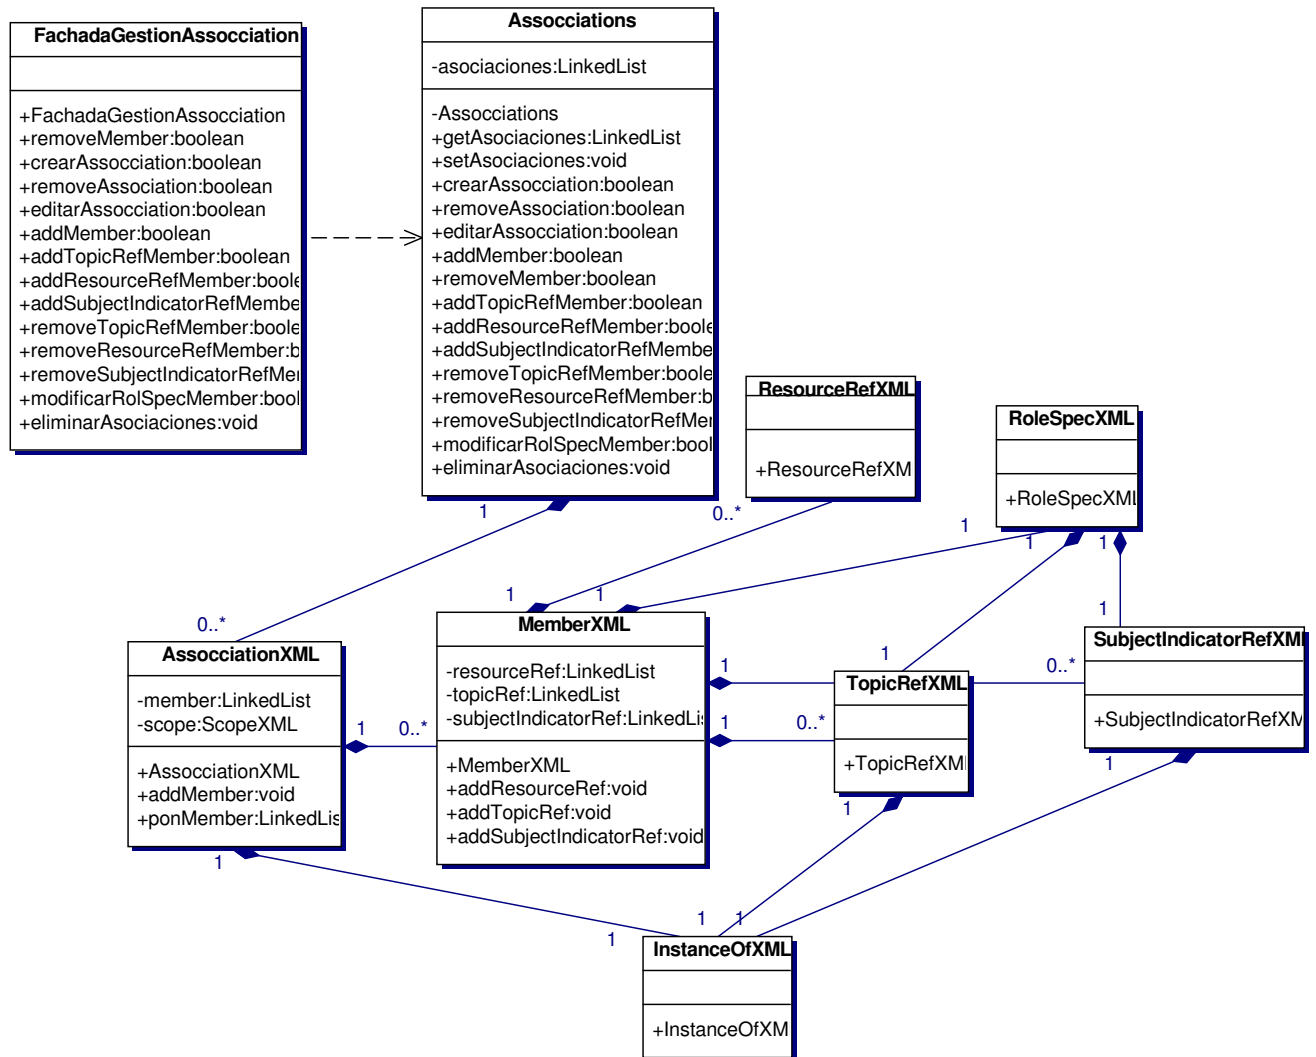 FachadaGestionAssocciation
+FachadaGestionAssocciation
+removeMember:boolean
+crearAssocciation:boolean
+removeAssociation:boolean
+editarAssocciation:boolean
+addMember:boolean
+addTopicRefMember:boolean
+addResourceRefMember:boole
+addSubjectIndicatorRefMembe
+removeTopicRefMember:boole
+removeResourceRefMember:b
+removeSubjectIndicatorRefMe
+modificarRolSpecMember:bool
+eliminarAsociaciones:void
Assocciations
-asociaciones:LinkedList
-Assocciations
+getAsociaciones:LinkedList
+setAsociaciones:void
+crearAssocciation:boolean
+removeAssociation:boolean
+editarAssocciation:boolean
+addMember:boolean
+removeMember:boolean
+addTopicRefMember:boolean
+addResourceRefMember:boole
+addSubjectIndicatorRefMembe
+removeTopicRefMember:boole
+removeResourceRefMember:b
+removeSubjectIndicatorRefMe
+modificarRolSpecMember:bool
+eliminarAsociaciones:void
ResourceRefXML
+ResourceRefXM
RoleSpecXML
+RoleSpecXML
1
0..*
1
1
1
1
1
0..*
1
1
AssocciationXML
-member:LinkedList
-scope:ScopeXML
+AssocciationXML
+addMember:void
+ponMember:LinkedLis
1
0..*
MemberXML
-resourceRef:LinkedList
-topicRef:LinkedList
-subjectIndicatorRef:LinkedLis
+MemberXML
+addResourceRef:void
+addTopicRef:void
+addSubjectIndicatorRef:void
1
0..*
1
0..*
TopicRefXML
+TopicRefXML
SubjectIndicatorRefXML
+SubjectIndicatorRefXM
1
1
1
1
1
1
InstanceOfXML
+InstanceOfXM